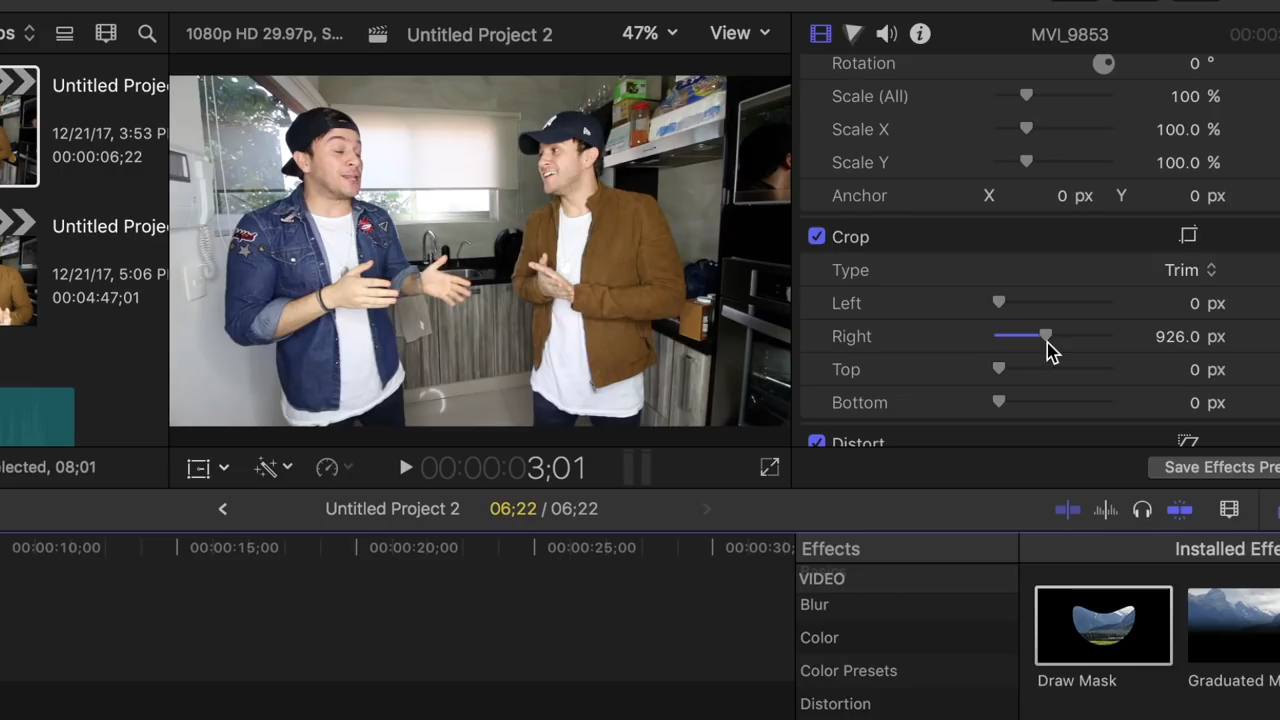 ps
1080p HD 29.97p, S...
Untitled Project 2
47%
View
MVI_9853
00:00:
Untitled Proje
12/21/17, 3:53 P
00:00:06;22
Untitled Proje
12/21/17, 5:06 P
00:04:47;01
Rotation 0 °
Scale (All) 100 %
Scale X 100.0 %
Scale Y 100.0 %
Anchor X 0 px Y 0 px
Crop
Type Trim
Left 0 px
Right 926.0 px
Top 0 px
Bottom 0 px
Distort
elected, 08;01
00:00:03;01
Save Effects Pre
Untitled Project 2
06;22 / 06;22
00:00:10;00
00:00:15;00
00:00:20;00
00:00:25;00
00:00:30;
Effects
Installed Effe
VIDEO
Blur
Color
Color Presets
Distortion
Draw Mask
Graduated M